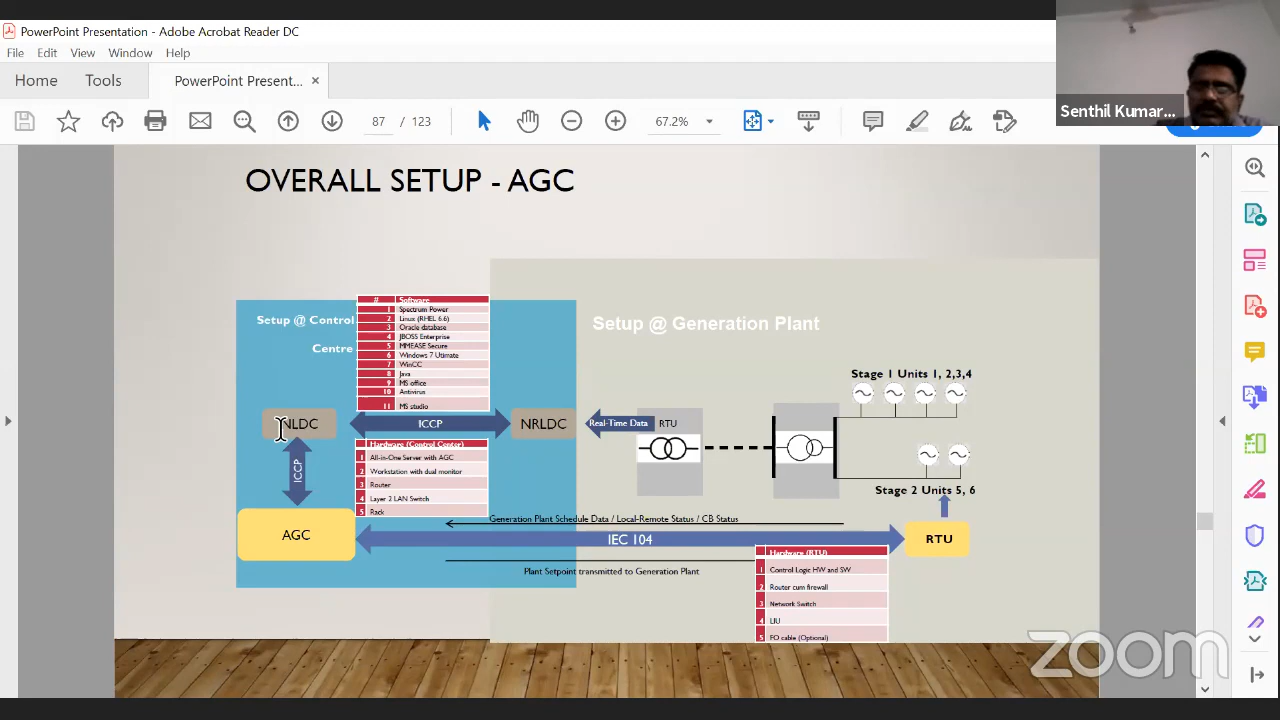 PowerPoint Presentation - Adobe Acrobat Reader DC
File Edit View Window Help
Home Tools PowerPoint Present... ×
87 / 123 67.2%
Senthil Kumar...
OVERALL SETUP - AGC
Setup @ Control
Centre
# Software
1 Spectrum Power
2 Linux (RHEL 6.6)
3 Oracle database
4 JBOSS Enterprise
5 MMEASE Secure
6 Windows 7 Utimate
7 WinCC
8 Java
9 MS office
10 Antivirus
11 MS studio
Setup @ Generation Plant
Stage 1 Units 1, 2,3,4
NLDC
ICCP
NRLDC
Real-Time Data
RTU
ICCP
Hardware (Control Center)
1 All-in-One Server with AGC
2 Workstation with dual monitor
3 Router
4 Layer 2 LAN Switch
5 Rack
Stage 2 Units 5, 6
Generation Plant Schedule Data / Local-Remote Status / CB Status
AGC
IEC 104
RTU
Plant Setpoint transmitted to Generation Plant
Hardware (RTU)
1 Control Logic HW and SW
2 Router cum firewall
3 Network Switch
4 LIU
5 FO cable (Optional)
zoom